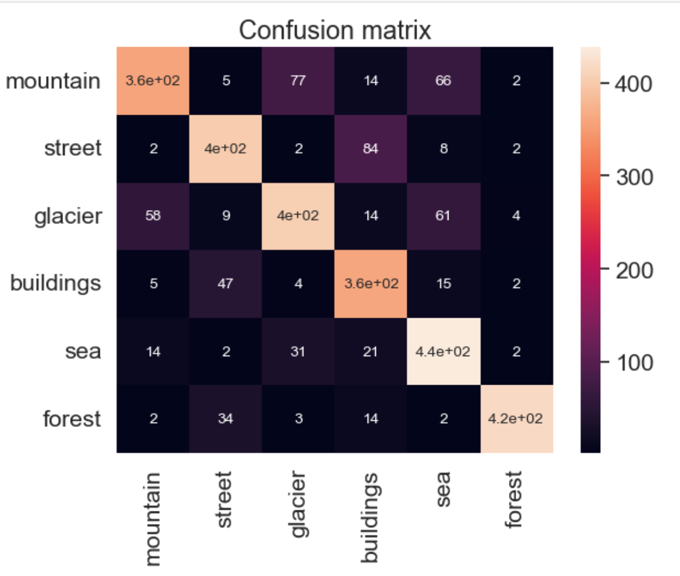 Confusion matrix
mountain 3.6e+02 5 77 14 66 2
street 2 4e+02 2 84 8 2
glacier 58 9 4e+02 14 61 4
buildings 5 47 4 3.6e+02 15 2
sea 14 2 31 21 4.4e+02 2
forest 2 34 3 14 2 4.2e+02
mountain street glacier buildings sea forest
400
300
200
100